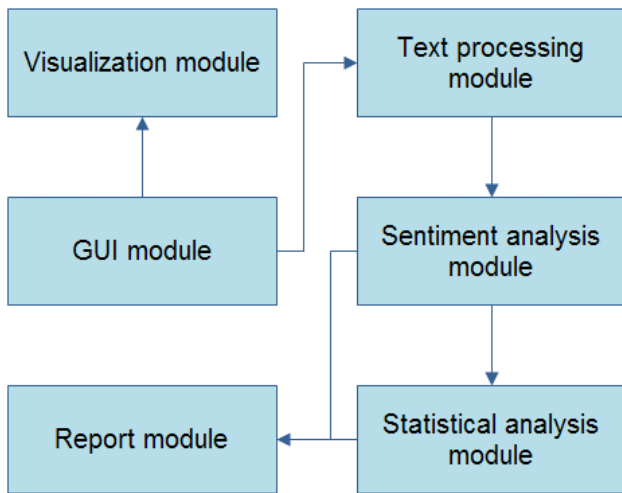 Visualization module
Text processing
module
GUI module
Sentiment analysis
module
Report module
Statistical analysis
module